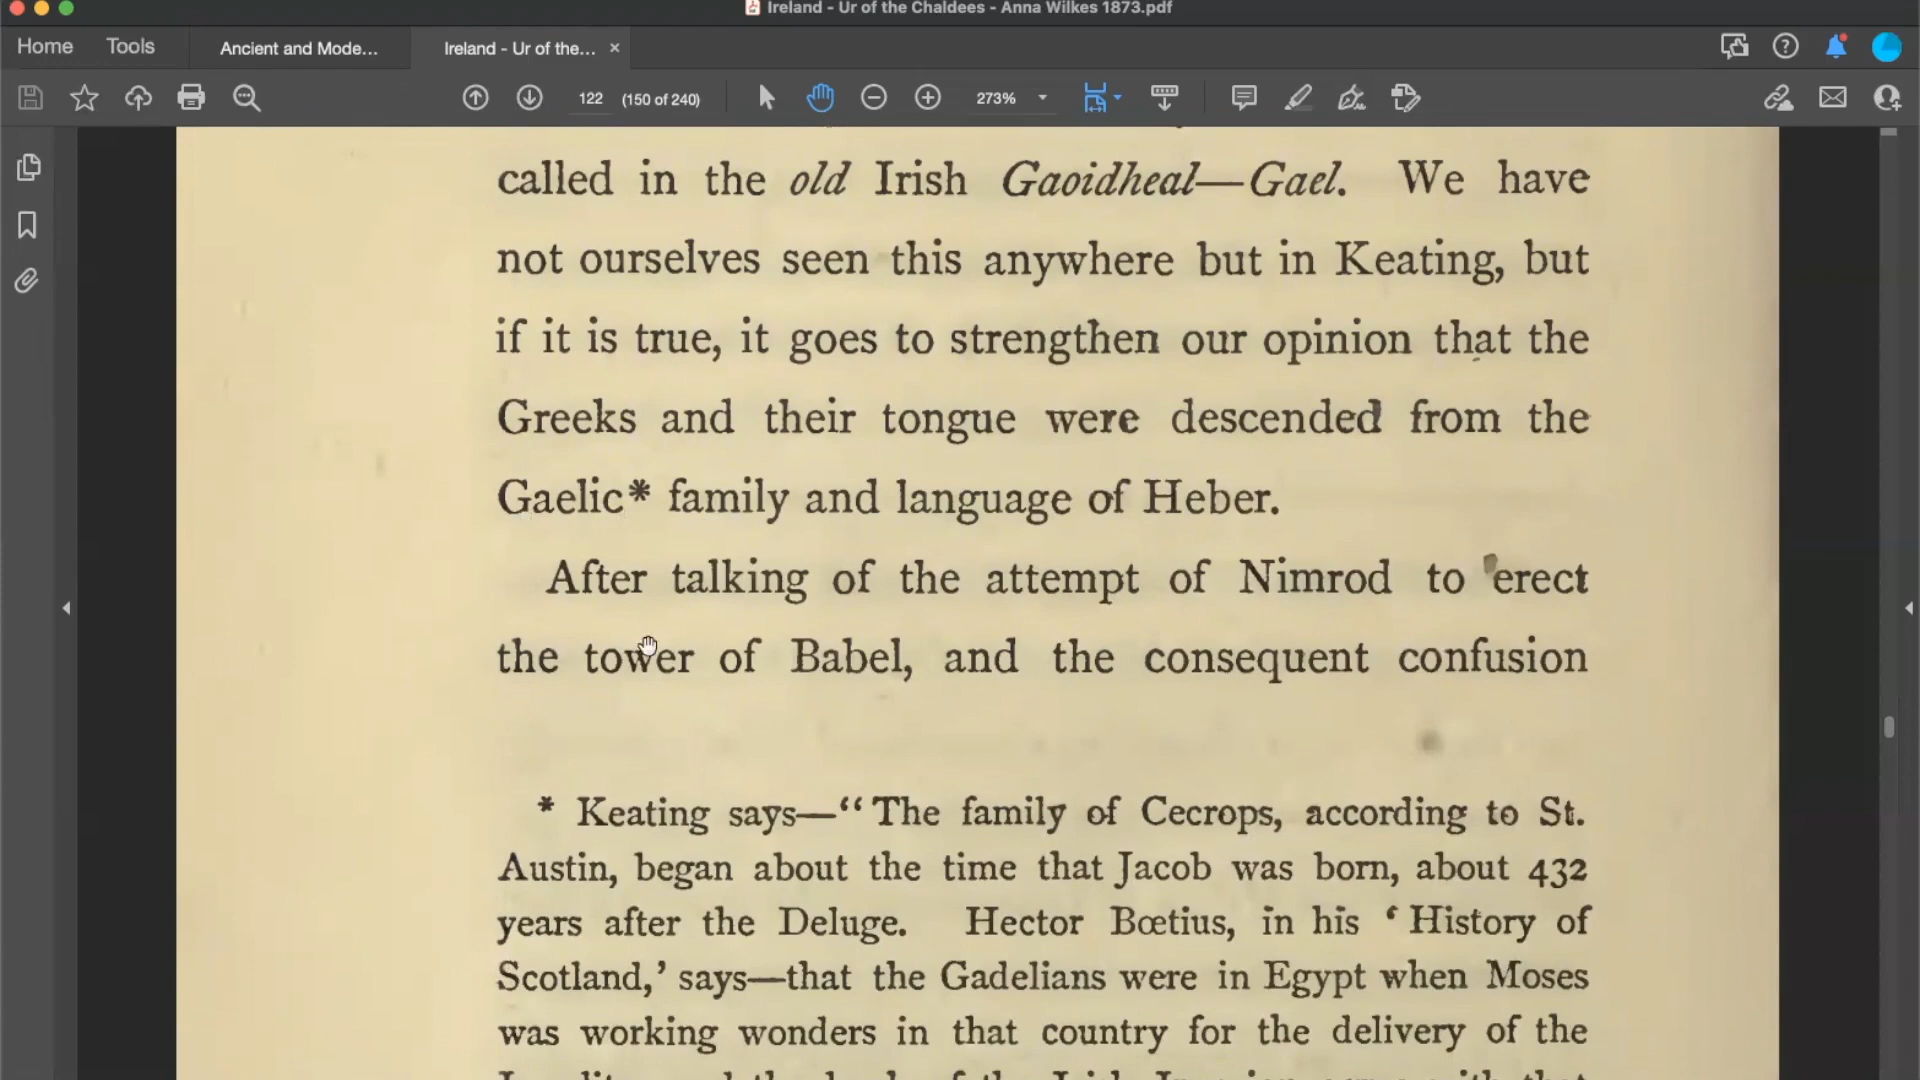 Ireland - Ur of the Chaldees - Anna Wilkes 1873.pdf
Home Tools Ancient and Mode... Ireland - Ur of the... ×
122 (150 of 240) 273%
called in the old Irish Gaoidheal—Gael. We have
not ourselves seen this anywhere but in Keating, but
if it is true, it goes to strengthen our opinion that the
Greeks and their tongue were descended from the
Gaelic* family and language of Heber.
After talking of the attempt of Nimrod to erect
the tower of Babel, and the consequent confusion
* Keating says—“The family of Cecrops, according to St.
Austin, began about the time that Jacob was born, about 432
years after the Deluge. Hector Bœtius, in his ‘History of
Scotland,’ says—that the Gadelians were in Egypt when Moses
was working wonders in that country for the delivery of the